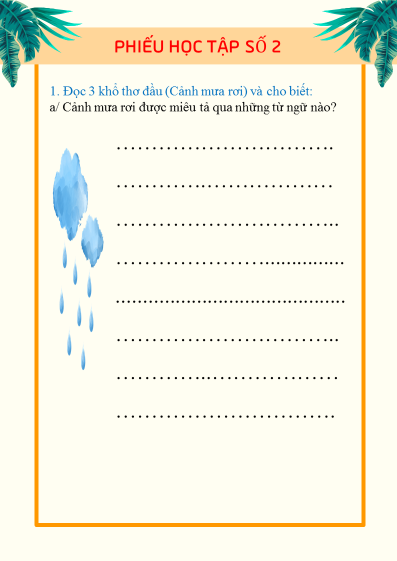 PHIẾU HỌC TẬP SỐ 2
1. Đọc 3 khổ thơ đầu (Cảnh mưa rơi) và cho biết:
a/ Cảnh mưa rơi được miêu tả qua những từ ngữ nào?
……………………………….
…………..…………………
………………………………..
……………………................
...........................................
………………………………..
…………..…………………
……………………………….